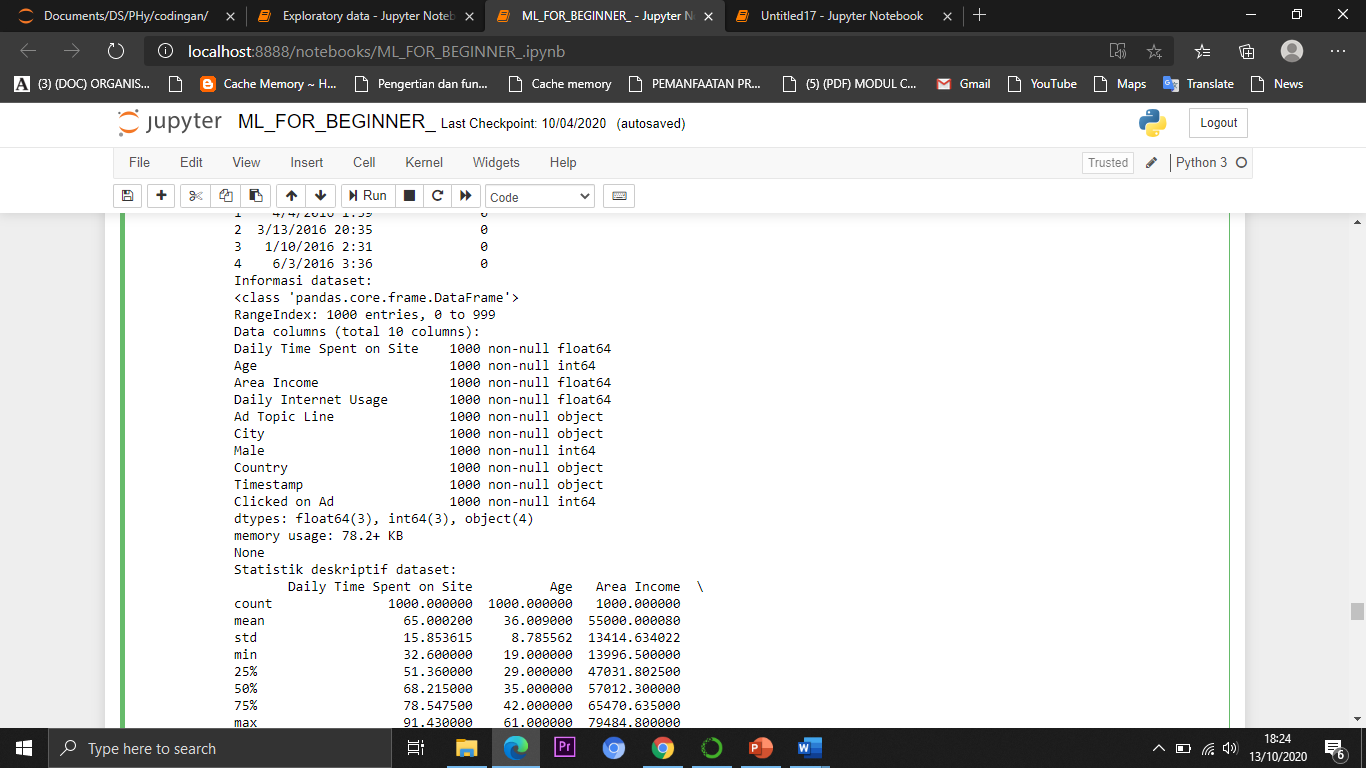 Documents/DS/PHy/codingan/
Exploratory data - Jupyter Noteb
ML_FOR_BEGINNER_ - Jupyter N
Untitled17 - Jupyter Notebook
localhost:8888/notebooks/ML_FOR_BEGINNER_.ipynb
(3) (DOC) ORGANIS...
Cache Memory ~ H...
Pengertian dan fun...
Cache memory
PEMANFAATAN PR...
(5) (PDF) MODUL C...
Gmail
YouTube
Maps
Translate
News
jupyter ML_FOR_BEGINNER_ Last Checkpoint: 10/04/2020 (autosaved)
Logout
File Edit View Insert Cell Kernel Widgets Help
Trusted
Python 3
Run
Code
1 4/4/2016 1:39 0
2 3/13/2016 20:35 0
3 1/10/2016 2:31 0
4 6/3/2016 3:36 0
Informasi dataset:
<class 'pandas.core.frame.DataFrame'>
RangeIndex: 1000 entries, 0 to 999
Data columns (total 10 columns):
Daily Time Spent on Site 1000 non-null float64
Age 1000 non-null int64
Area Income 1000 non-null float64
Daily Internet Usage 1000 non-null float64
Ad Topic Line 1000 non-null object
City 1000 non-null object
Male 1000 non-null int64
Country 1000 non-null object
Timestamp 1000 non-null object
Clicked on Ad 1000 non-null int64
dtypes: float64(3), int64(3), object(4)
memory usage: 78.2+ KB
None
Statistik deskriptif dataset:
Daily Time Spent on Site Age Area Income \
count 1000.000000 1000.000000 1000.000000
mean 65.000200 36.009000 55000.000080
std 15.853615 8.785562 13414.634022
min 32.600000 19.000000 13996.500000
25% 51.360000 29.000000 47031.802500
50% 68.215000 35.000000 57012.300000
75% 78.547500 42.000000 65470.635000
max 91.430000 61.000000 79484.800000
Type here to search
Pr
18:24
13/10/2020
6